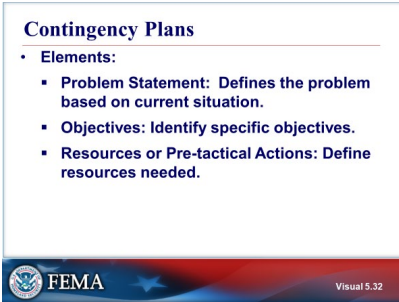 Contingency Plans
• Elements:
▪ Problem Statement: Defines the problem
based on current situation.
▪ Objectives: Identify specific objectives.
▪ Resources or Pre-tactical Actions: Define
resources needed.
FEMA
Visual 5.32